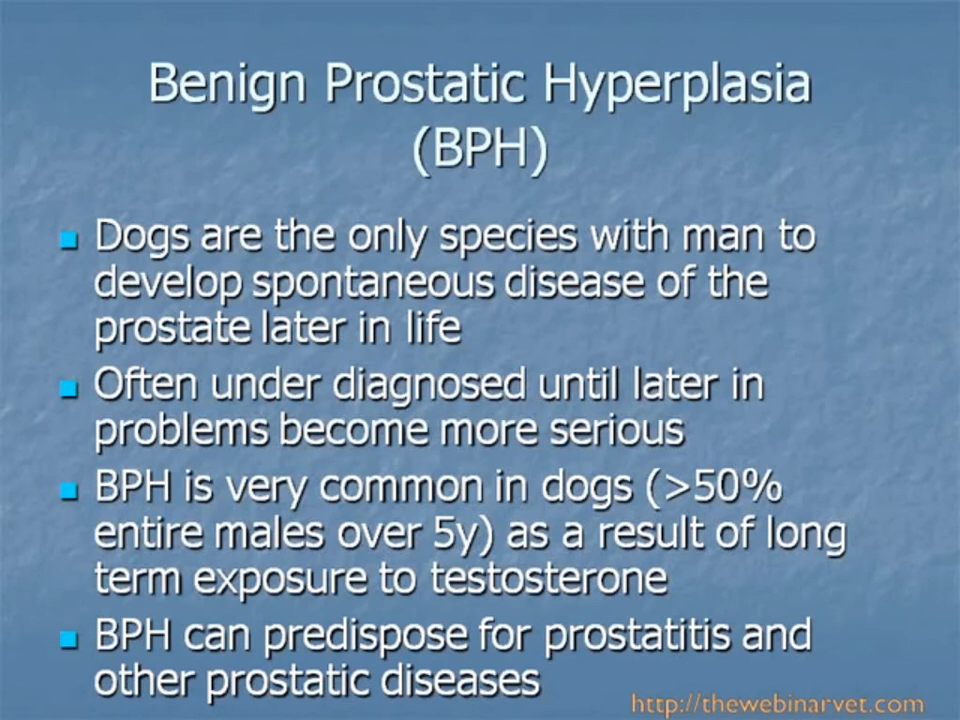 Benign Prostatic Hyperplasia
(BPH)
Dogs are the only species with man to
develop spontaneous disease of the
prostate later in life
Often under diagnosed until later in
problems become more serious
BPH is very common in dogs (>50%
entire males over 5y) as a result of long
term exposure to testosterone
BPH can predispose for prostatitis and
other prostatic diseases
http://thewebinarvet.com